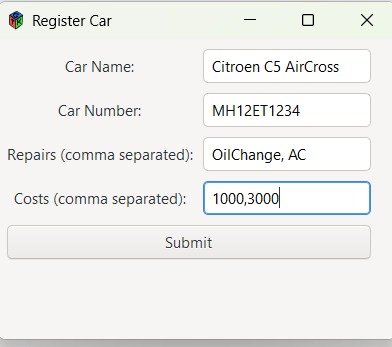 Register Car
Car Name: Citroen C5 AirCross
Car Number: MH12ET1234
Repairs (comma separated): OilChange, AC
Costs (comma separated): 1000,3000
Submit